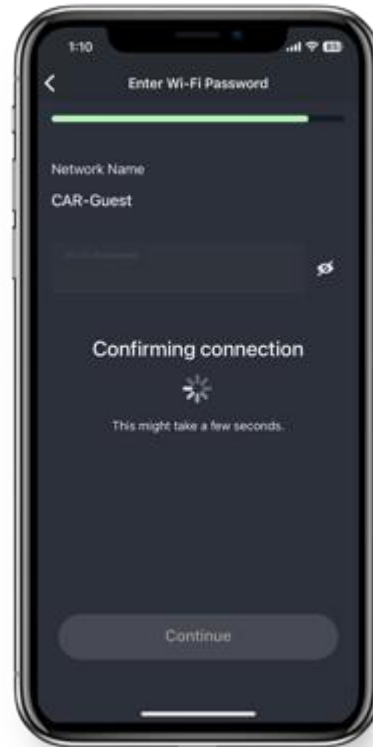 1:10
Enter Wi-Fi Password
Network Name
CAR-Guest
Confirming connection
This might take a few seconds.
Continue